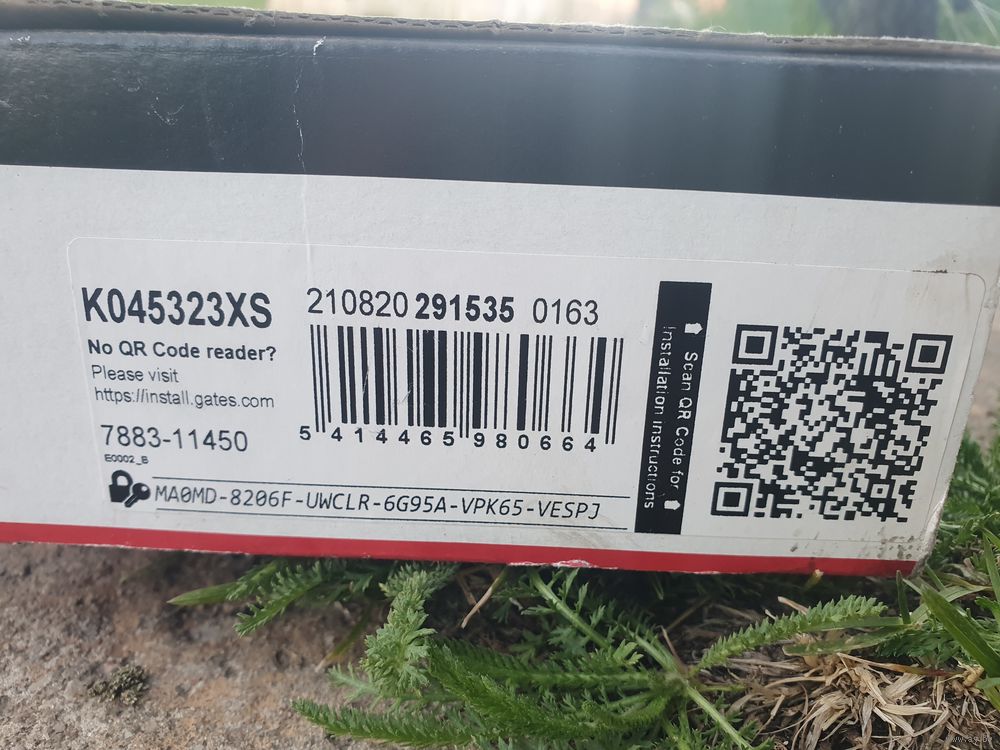 K045323XS
No QR Code reader?
Please visit
https://install.gates.com
7883-11450
E0002_B
210820 291535 0163
5 414465 980664
MA0MD-8206F-UWCLR-6G95A-VPK65-VESPJ
Scan QR Code for
installation instructions